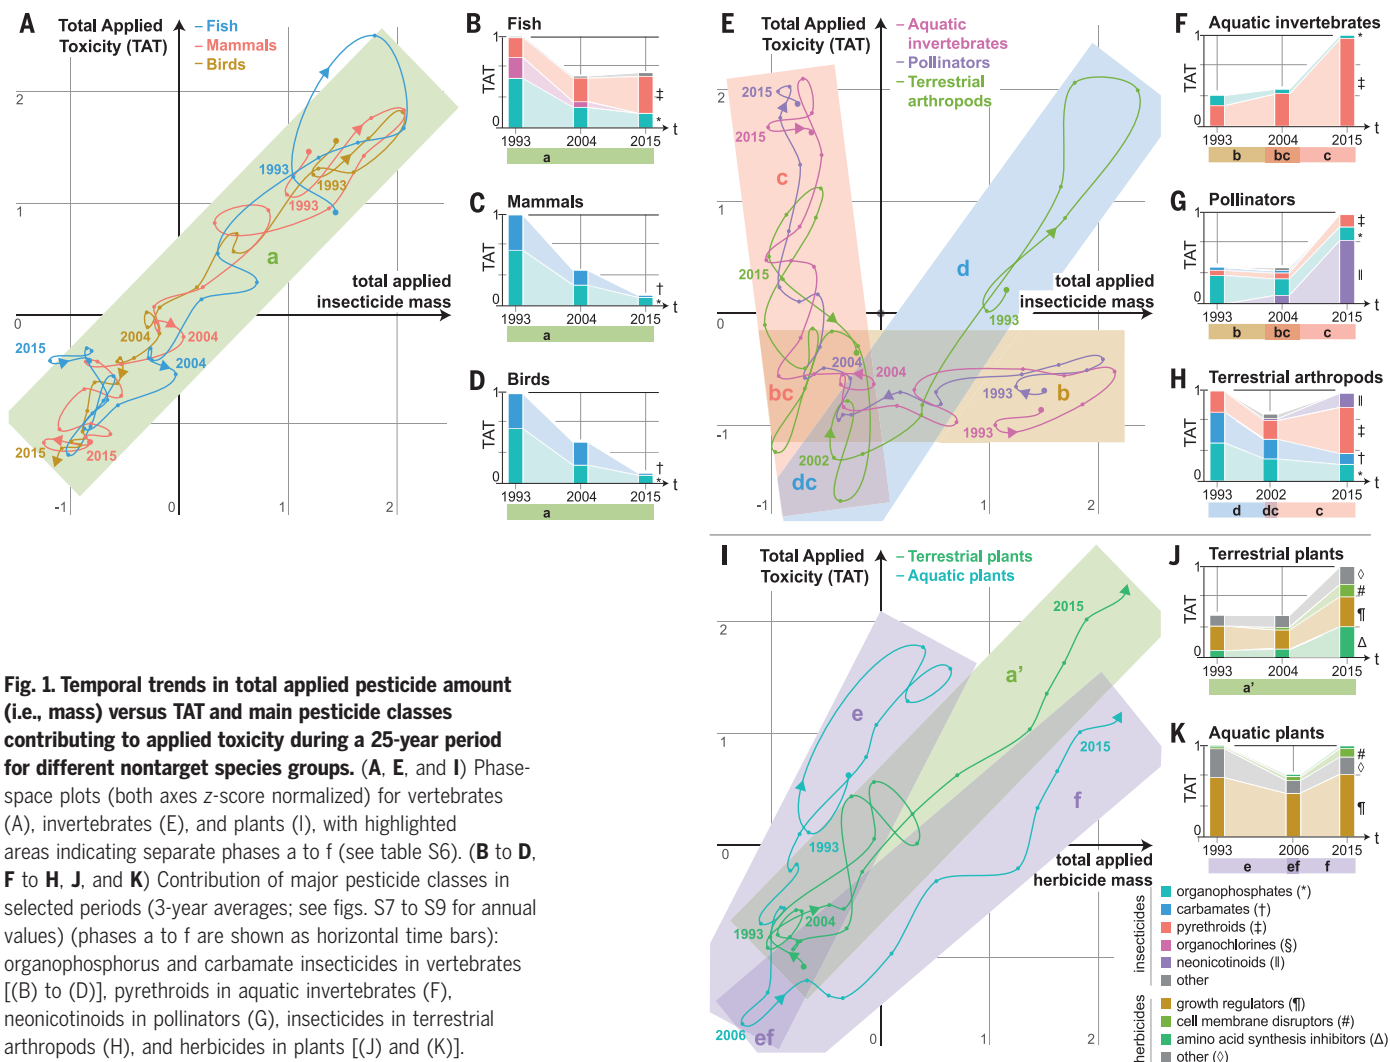 A
Total Applied
Toxicity (TAT)
– Fish
– Mammals
– Birds
2
1
0
-1
0
1
2
1993
1993
1993
a
total applied
insecticide mass
2004
2004
2004
2015
2015
2015
B
Fish
1
TAT
0
‡
*
t
1993
2004
2015
a
C
Mammals
1
TAT
0
†
*
t
1993
2004
2015
a
D
Birds
1
TAT
0
†
*
t
1993
2004
2015
a
E
Total Applied
Toxicity (TAT)
– Aquatic
invertebrates
– Pollinators
– Terrestrial
arthropods
2
2015
2015
c
1
2015
d
total applied
insecticide mass
0
1993
2004
2004
bc
1993
b
1993
-1
2002
dc
-1
0
1
2
F
Aquatic invertebrates
1
TAT
0
*
‡
t
1993
2004
2015
b
bc
c
G
Pollinators
1
TAT
0
‡
*
‖
t
1993
2004
2015
b
bc
c
H
Terrestrial arthropods
1
TAT
0
‖
‡
†
*
t
1993
2002
2015
d
dc
c
I
Total Applied
Toxicity (TAT)
– Terrestrial plants
– Aquatic plants
2015
2
a'
e
1
2015
f
1993
0
total applied
herbicide mass
2004
1993
2006
ef
0
1
2
J
Terrestrial plants
1
TAT
0
◊
#
¶
Δ
t
1993
2004
2015
a'
K
Aquatic plants
1
TAT
0
#
◊
¶
t
1993
2006
2015
e
ef
f
insecticides
organophosphates (*)
carbamates (†)
pyrethroids (‡)
organochlorines (§)
neonicotinoids (‖)
other
herbicides
growth regulators (¶)
cell membrane disruptors (#)
amino acid synthesis inhibitors (Δ)
other (◊)
Fig. 1. Temporal trends in total applied pesticide amount
(i.e., mass) versus TAT and main pesticide classes
contributing to applied toxicity during a 25-year period
for different nontarget species groups. (A, E, and I) Phase-
space plots (both axes z-score normalized) for vertebrates
(A), invertebrates (E), and plants (I), with highlighted
areas indicating separate phases a to f (see table S6). (B to D,
F to H, J, and K) Contribution of major pesticide classes in
selected periods (3-year averages; see figs. S7 to S9 for annual
values) (phases a to f are shown as horizontal time bars):
organophosphorus and carbamate insecticides in vertebrates
[(B) to (D)], pyrethroids in aquatic invertebrates (F),
neonicotinoids in pollinators (G), insecticides in terrestrial
arthropods (H), and herbicides in plants [(J) and (K)].